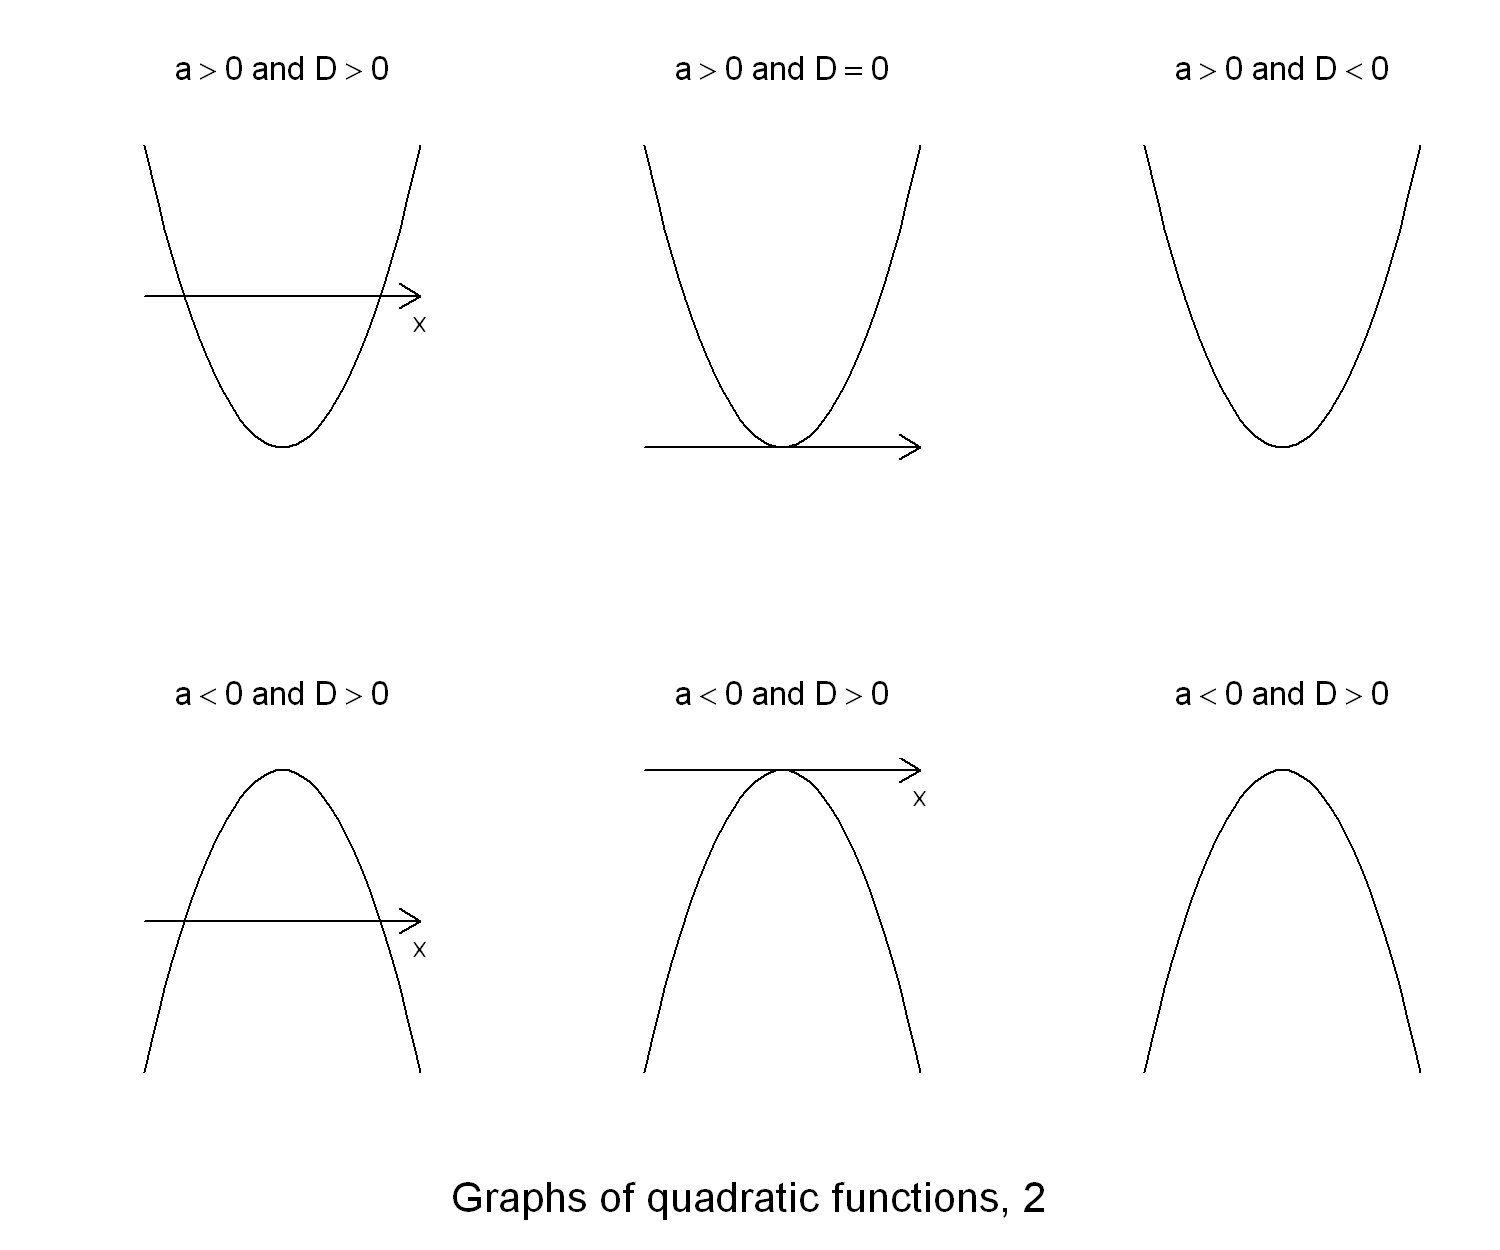 a > 0 and D > 0
a > 0 and D = 0
a > 0 and D < 0
x
a < 0 and D > 0
a < 0 and D > 0
a < 0 and D > 0
x
x
Graphs of quadratic functions, 2